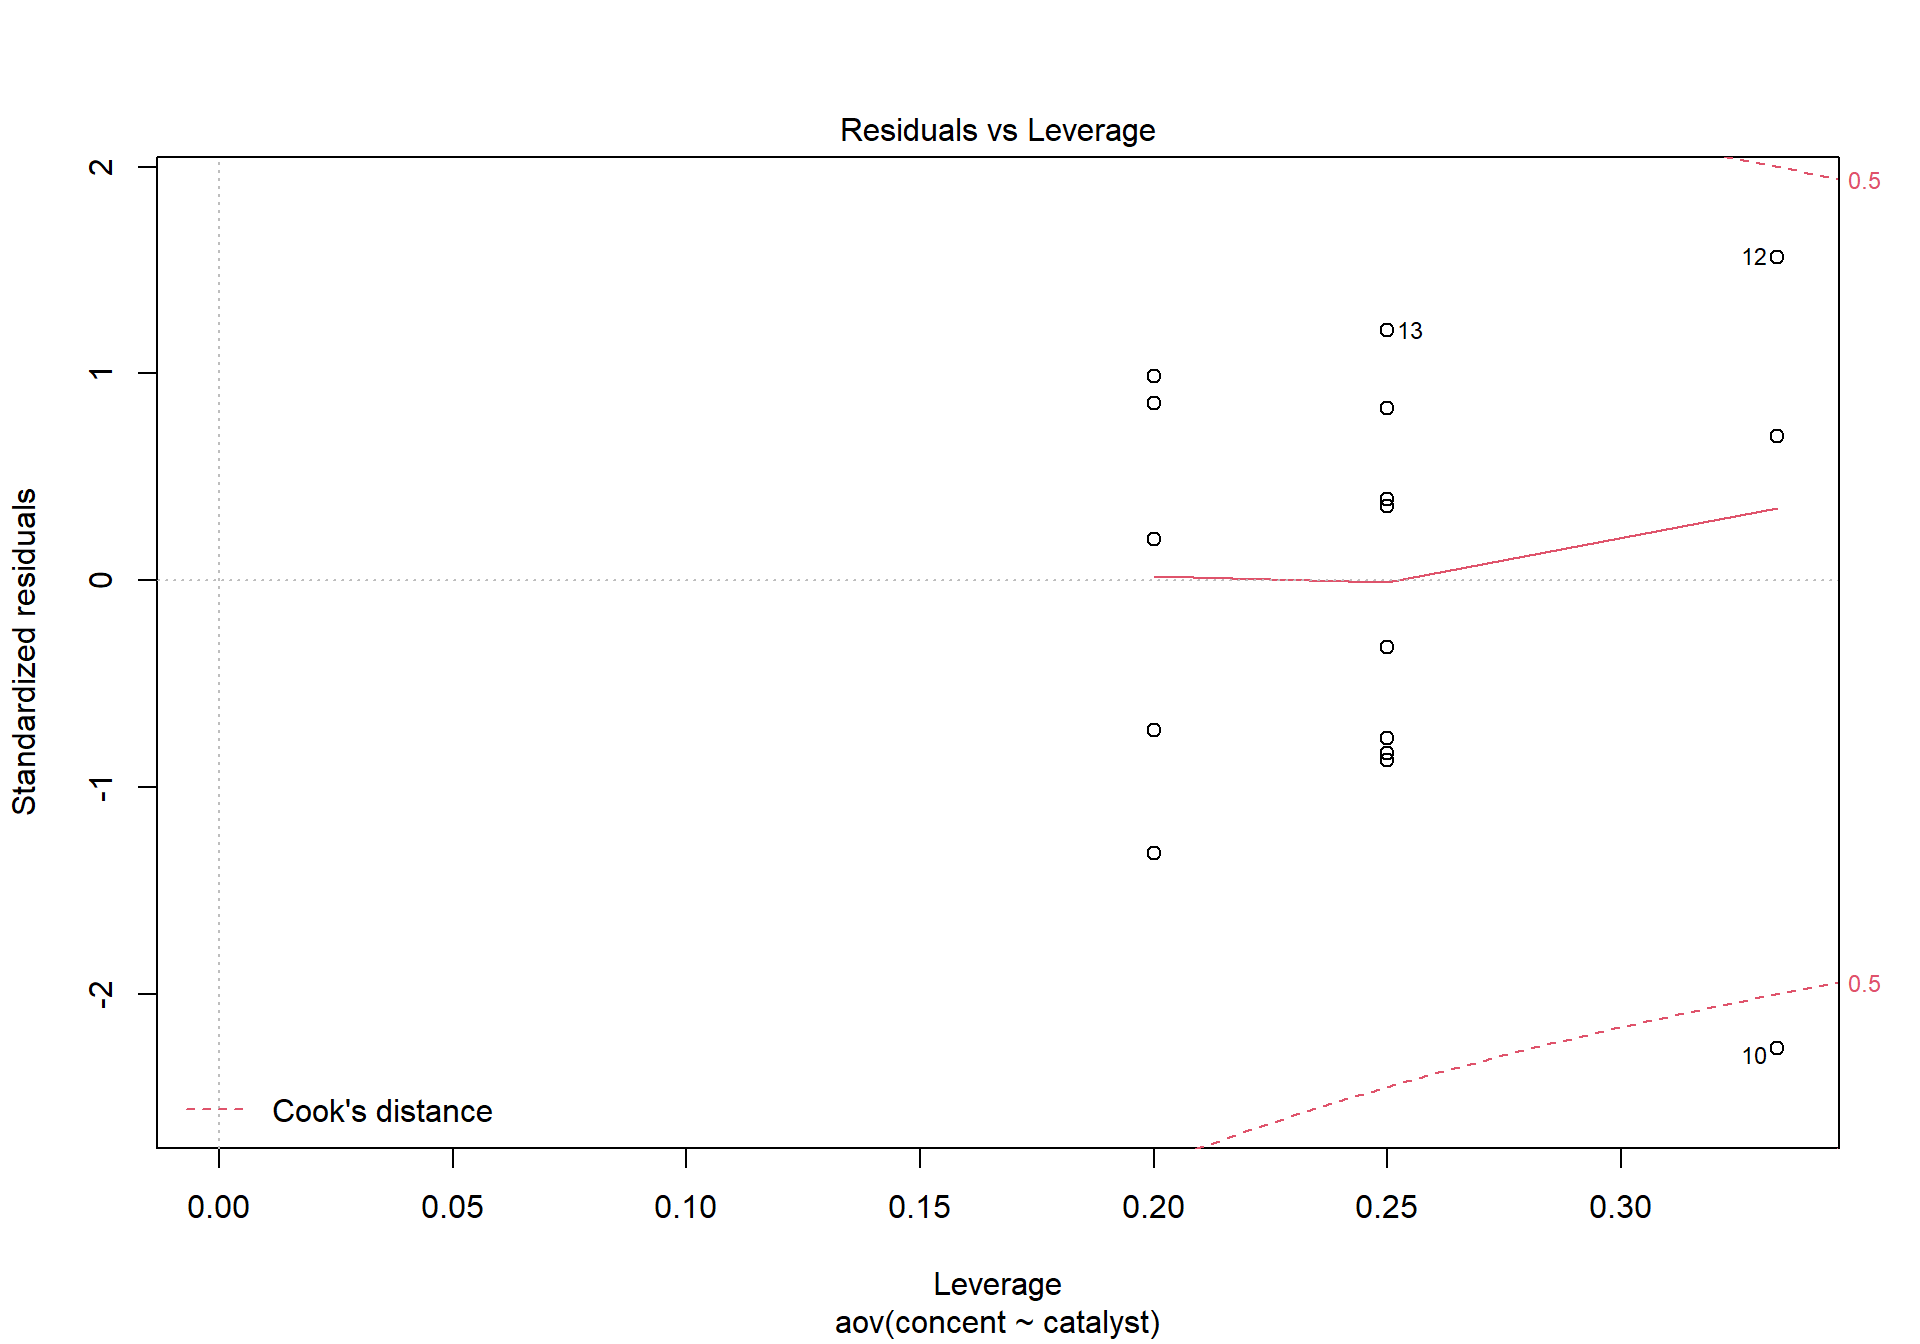 Residuals vs Leverage
2
1
0
-1
-2
Standardized residuals
0.5
12
13
0.5
10
Cook's distance
0.00 0.05 0.10 0.15 0.20 0.25 0.30
Leverage
aov(concent ~ catalyst)